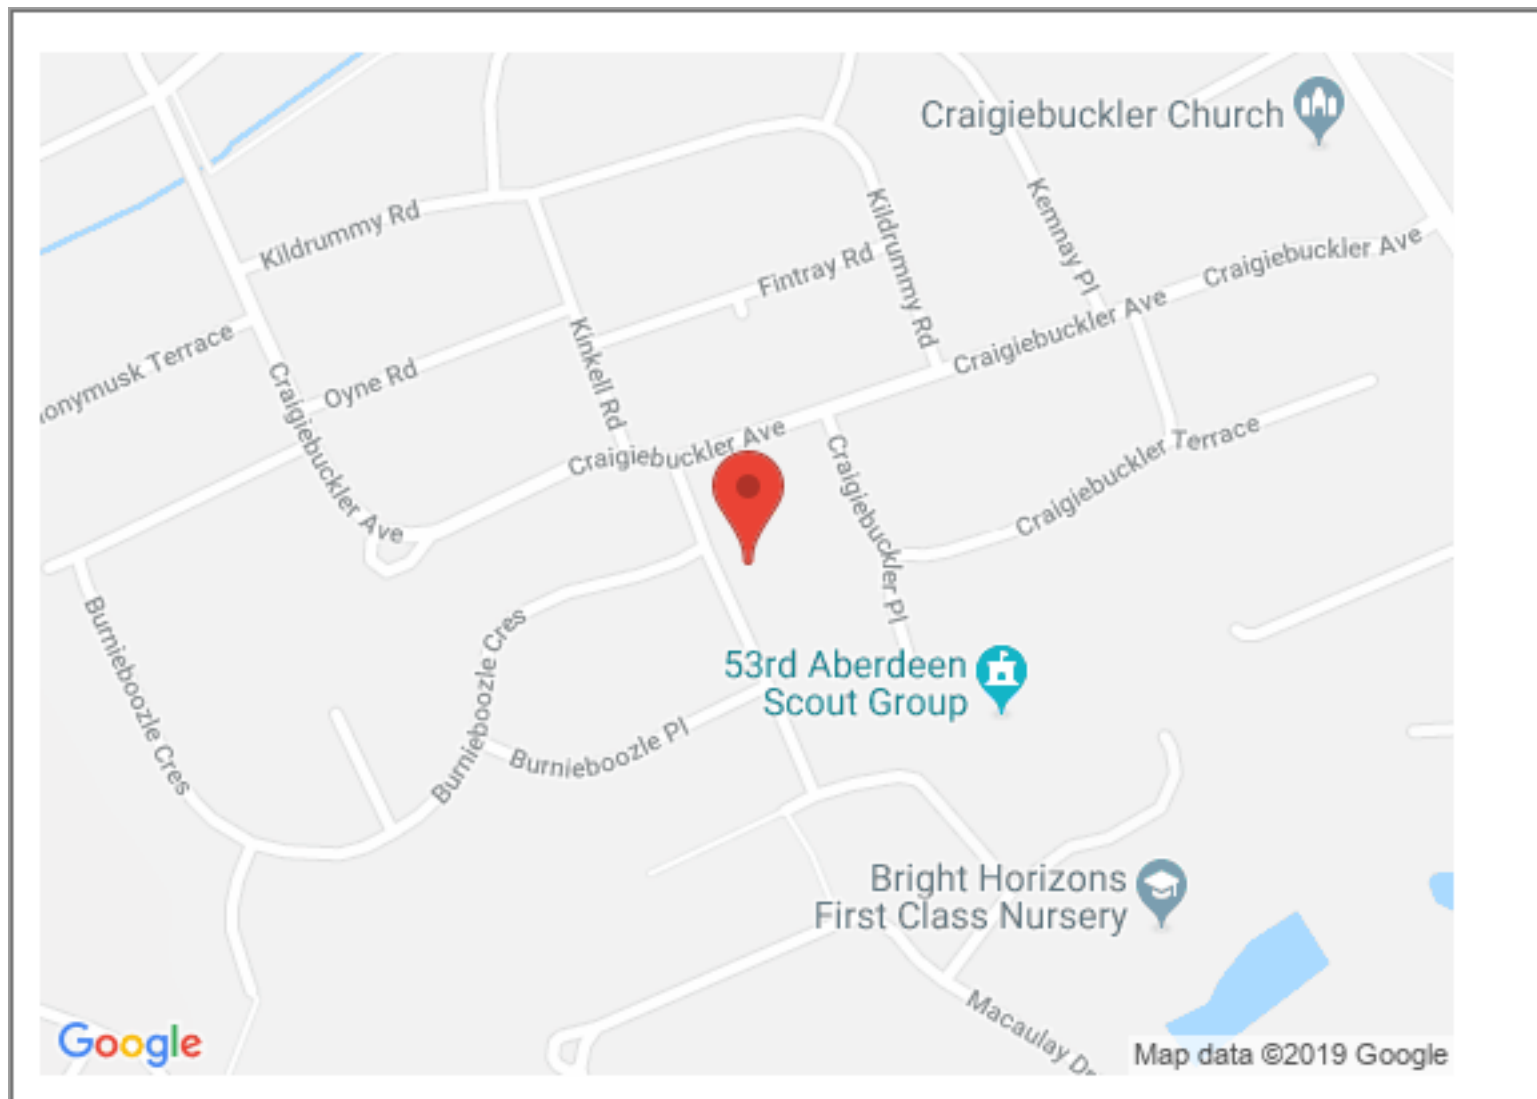 Craigiebuckler Church
Kildrummy Rd
Kildrummy Rd
Kemnay Pl
Craigiebuckler Ave
Fintray Rd
Craigiebuckler Ave
Kinkell Rd
Terrace
Oyne Rd
Craigiebuckler Ave
Craigiebuckler Ave
Craigiebuckler Terrace
Craigiebuckler Pl
Burnieboozle Cres
Burnieboozle Cres
53rd Aberdeen
Scout Group
Burnieboozle Pl
Bright Horizons
First Class Nursery
Macaulay Dr
Google
Map data ©2019 Google